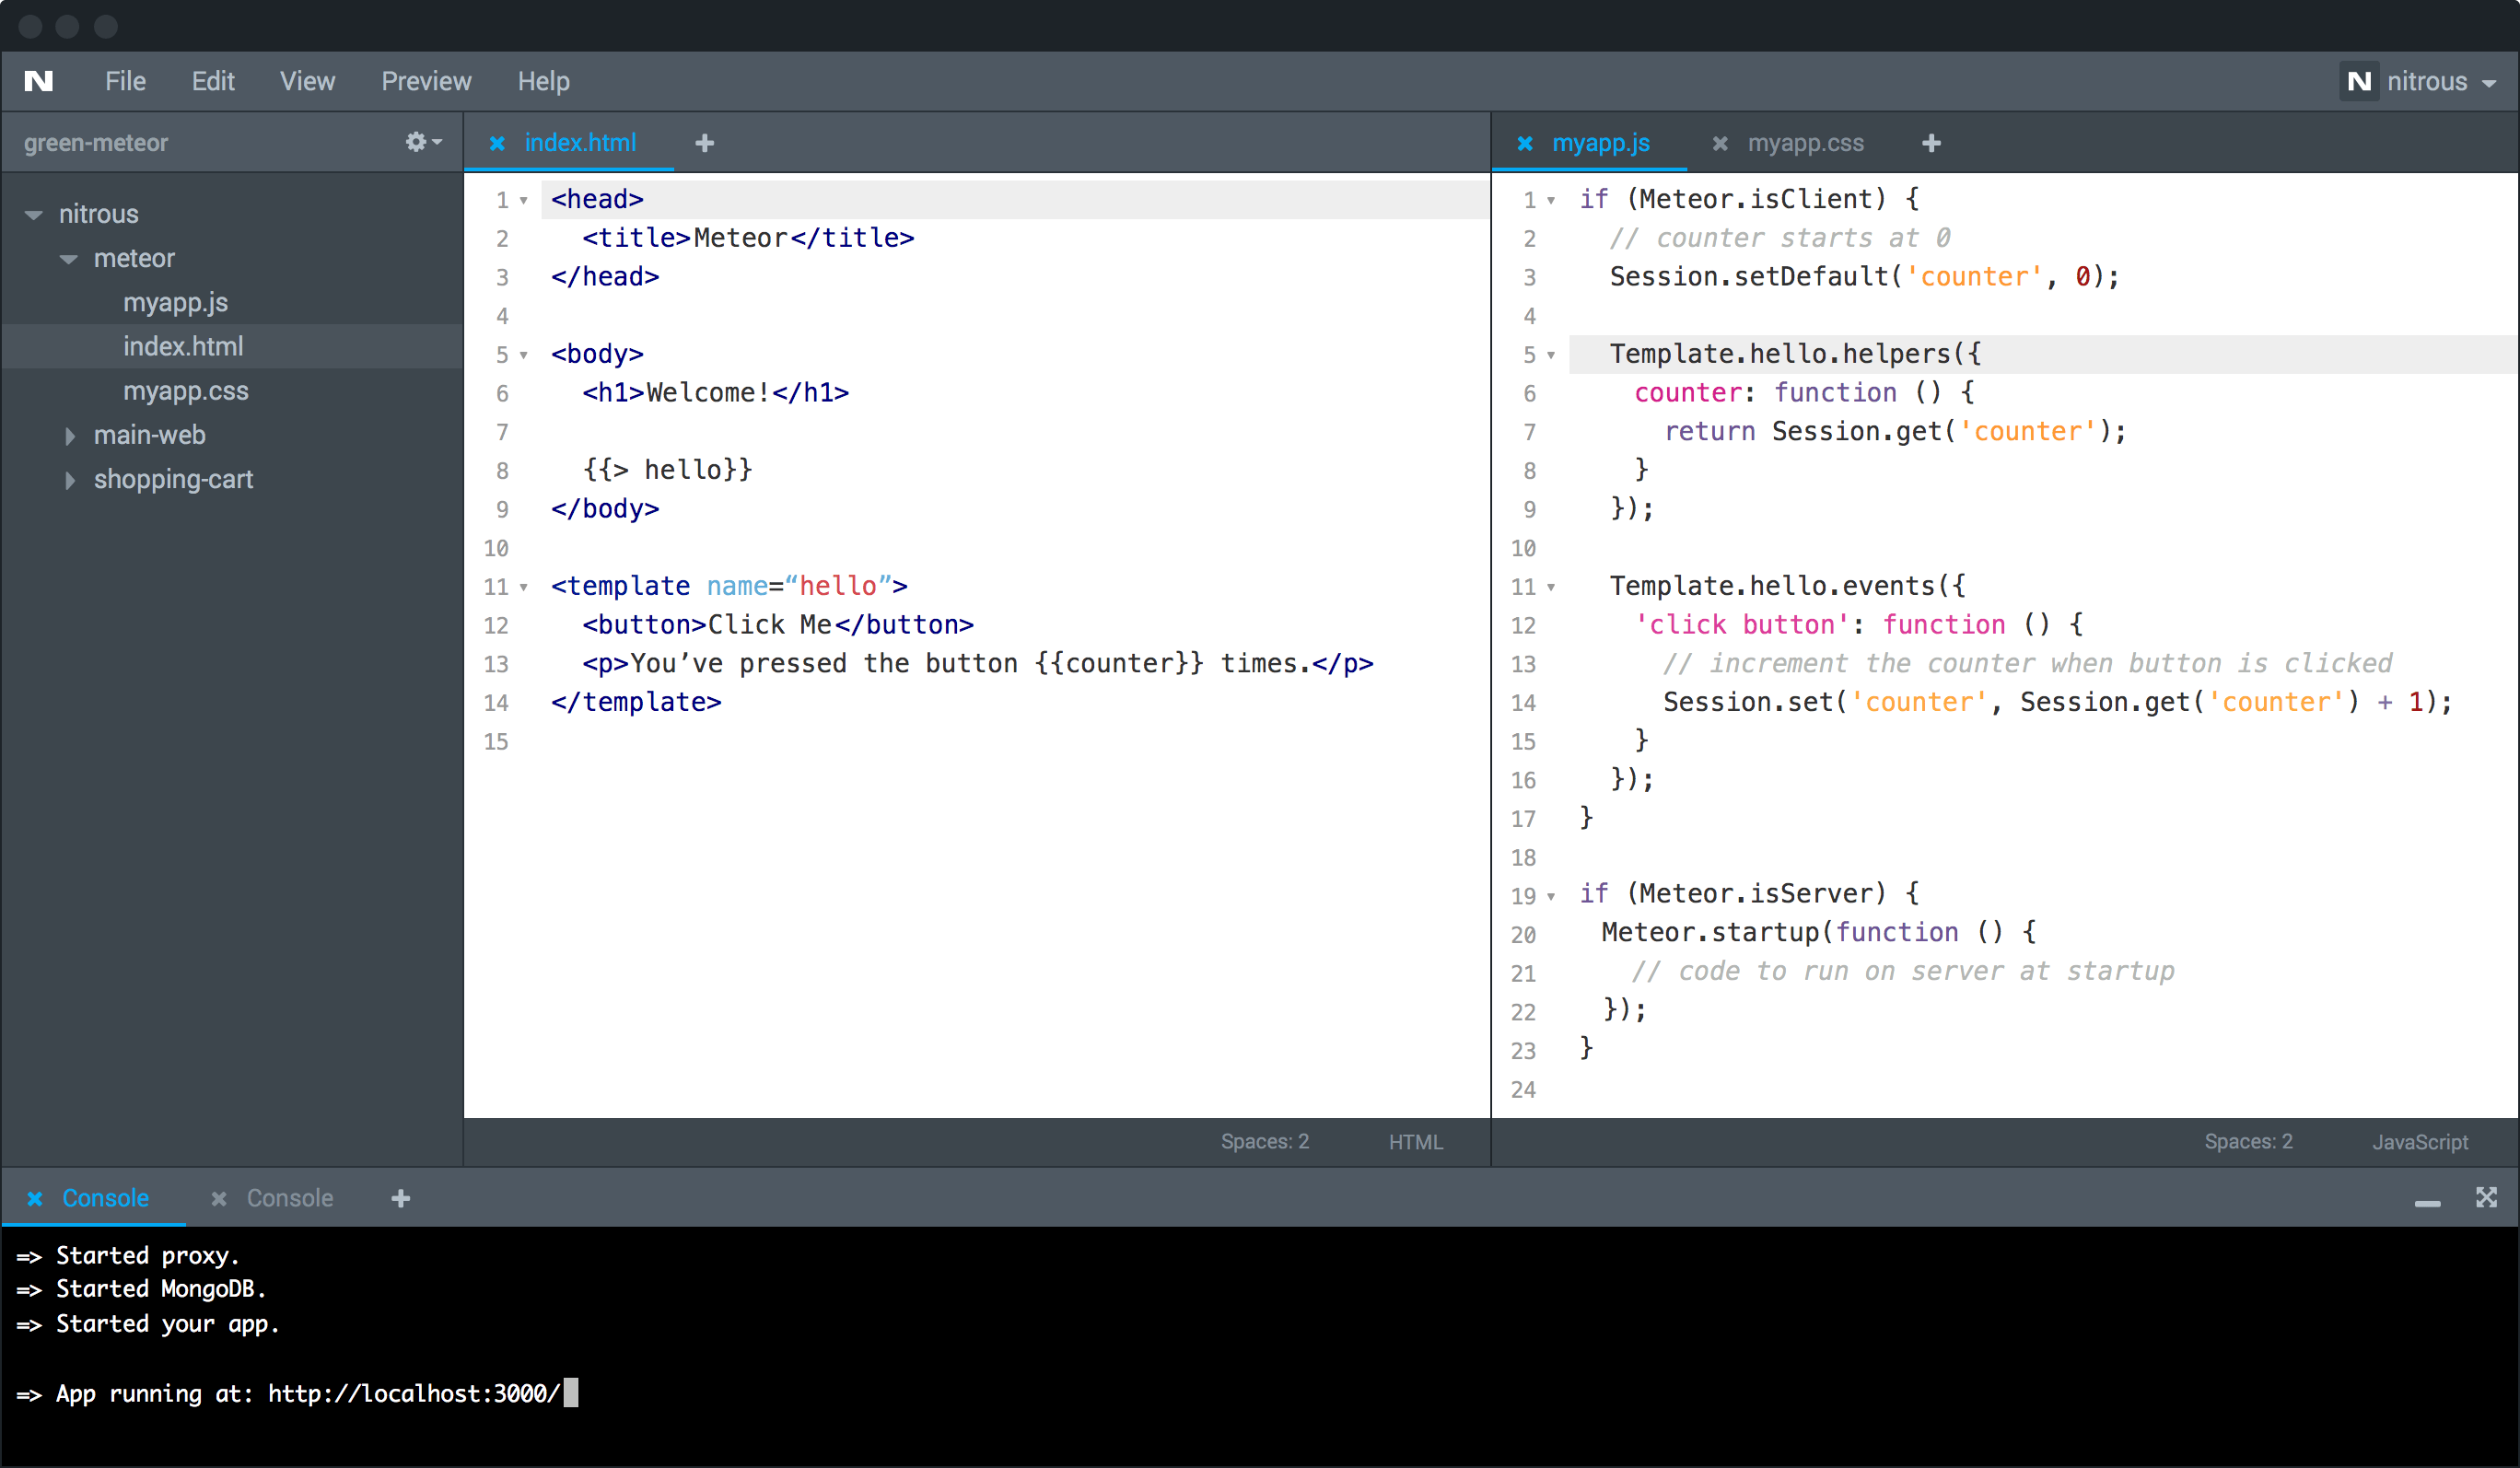 N File Edit View Preview Help N nitrous
green-meteor
nitrous
meteor
myapp.js
index.html
myapp.css
main-web
shopping-cart
index.html
1 <head>
2   <title>Meteor</title>
3 </head>
4
5 <body>
6   <h1>Welcome!</h1>
7
8   {{> hello}}
9 </body>
10
11 <template name=“hello”>
12   <button>Click Me</button>
13   <p>You’ve pressed the button {{counter}} times.</p>
14 </template>
15
Spaces: 2 HTML
myapp.js myapp.css
1 if (Meteor.isClient) {
2   // counter starts at 0
3   Session.setDefault('counter', 0);
4
5   Template.hello.helpers({
6     counter: function () {
7       return Session.get('counter');
8     }
9   });
10
11   Template.hello.events({
12     'click button': function () {
13       // increment the counter when button is clicked
14       Session.set('counter', Session.get('counter') + 1);
15     }
16   });
17 }
18
19 if (Meteor.isServer) {
20   Meteor.startup(function () {
21     // code to run on server at startup
22   });
23 }
24
Spaces: 2 JavaScript
Console Console
=> Started proxy.
=> Started MongoDB.
=> Started your app.
=> App running at: http://localhost:3000/